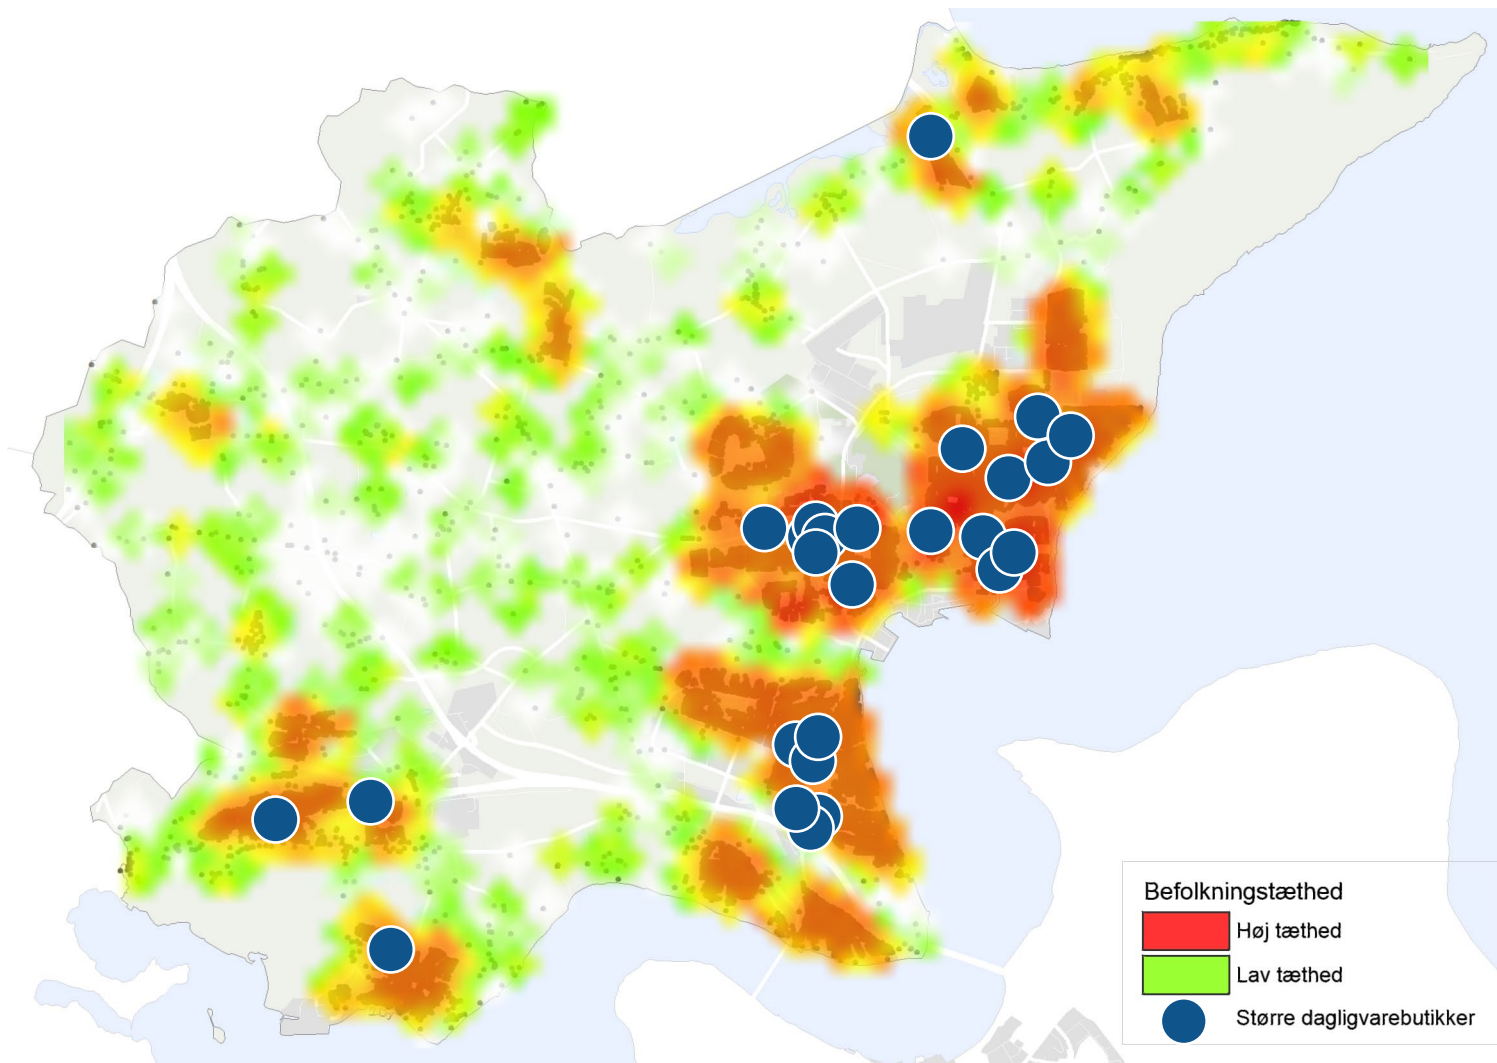 Befolkningstæthed
Høj tæthed
Lav tæthed
Større dagligvarebutikker